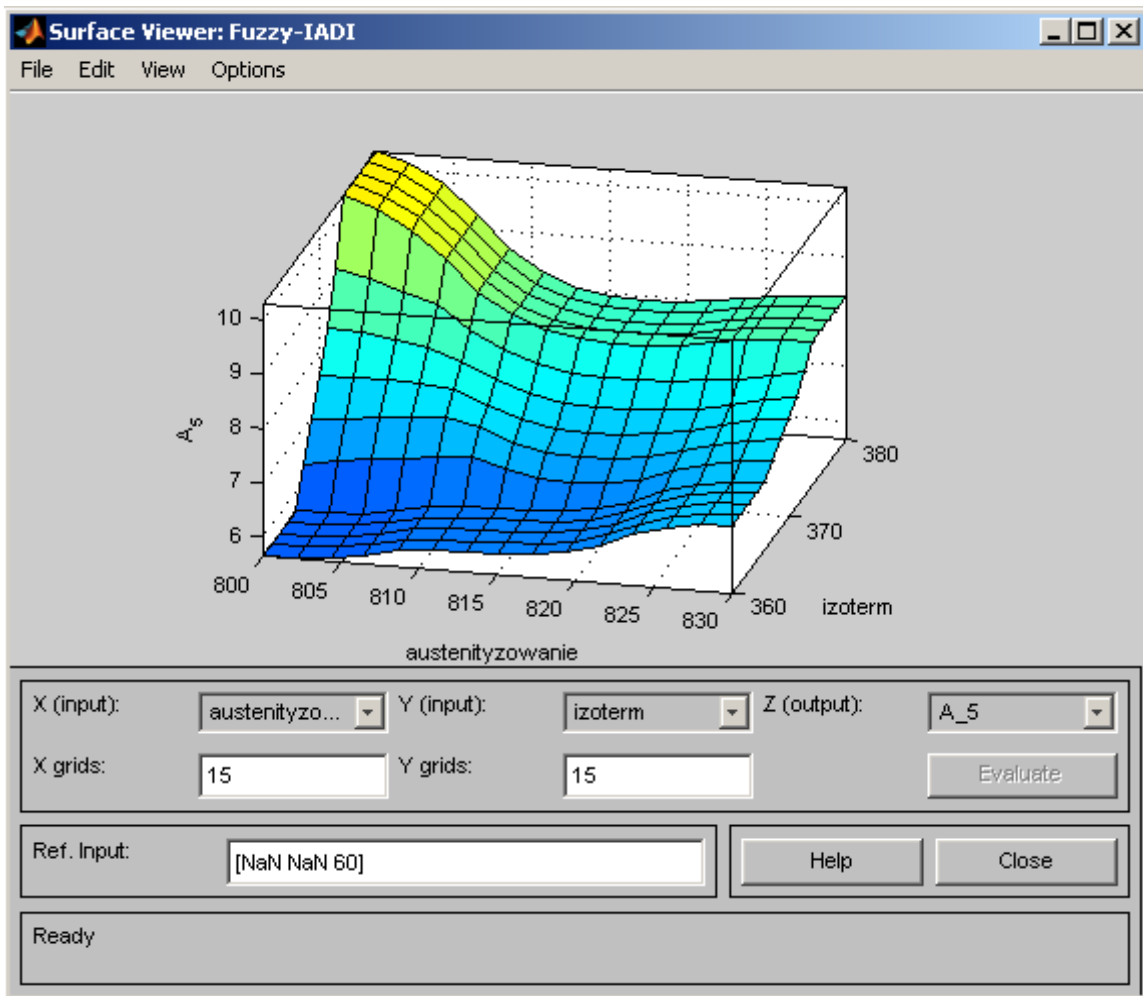 Surface Viewer: Fuzzy-IADI
File Edit View Options
10
9
8
7
6
A5
800
805
810
815
820
825
830
360
370
380
izoterm
austenityzowanie
X (input): austenityzo... Y (input): izoterm Z (output): A_5
X grids: 15 Y grids: 15 Evaluate
Ref. Input: [NaN NaN 60] Help Close
Ready